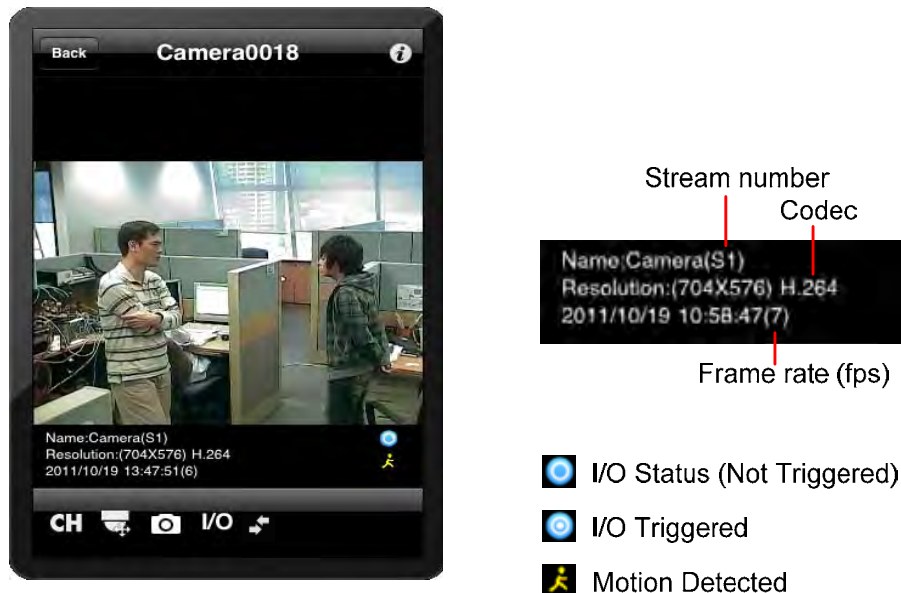 Back Camera0018
Name:Camera(S1)
Resolution:(704X576) H.264
2011/10/19 13:47:51(6)
CH I/O
Stream number
Codec
Name:Camera(S1)
Resolution:(704X576) H.264
2011/10/19 10:58:47(7)
Frame rate (fps)
I/O Status (Not Triggered)
I/O Triggered
Motion Detected